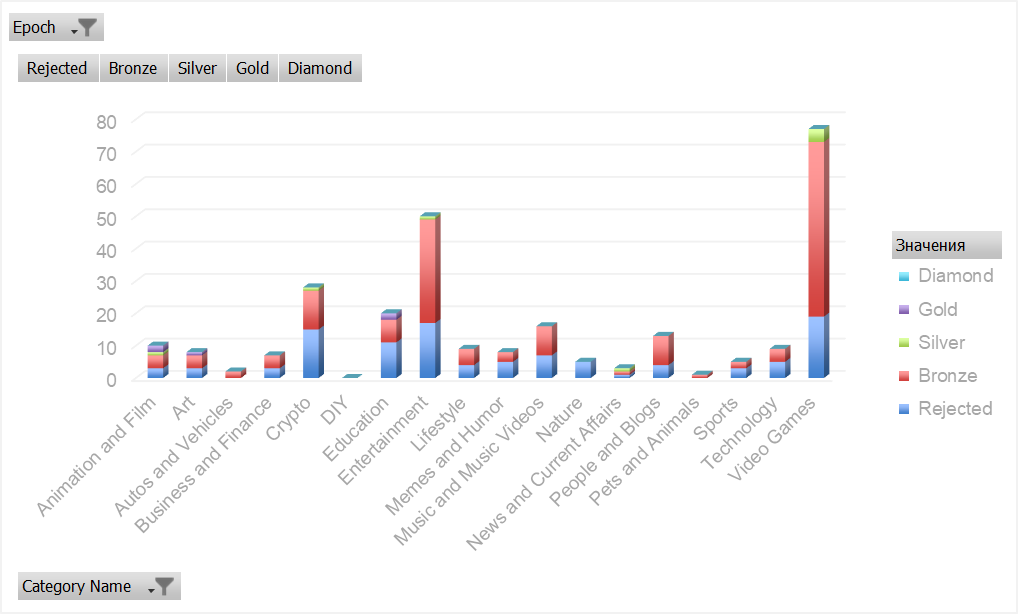 Epoch
Rejected Bronze Silver Gold Diamond
80
70
60
50
40
30
20
10
0
Animation and Film
Art
Autos and Vehicles
Business and Finance
Crypto
DIY
Education
Entertainment
Lifestyle
Memes and Humor
Music and Music Videos
Nature
News and Current Affairs
People and Blogs
Pets and Animals
Sports
Technology
Video Games
Значения
Diamond
Gold
Silver
Bronze
Rejected
Category Name